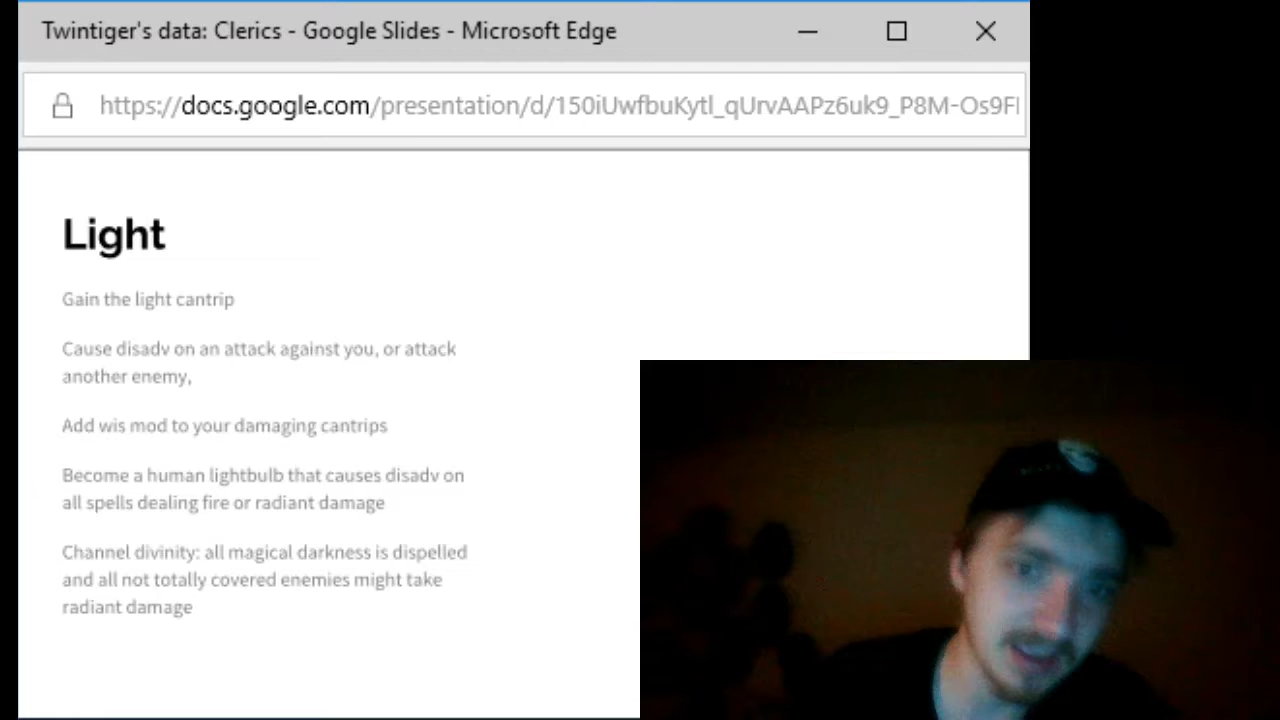 Twintiger's data: Clerics - Google Slides - Microsoft Edge
https://docs.google.com/presentation/d/150iUwfbuKytl_qUrvAAPz6uk9_P8M-Os9F
Light
Gain the light cantrip
Cause disadv on an attack against you, or attack
another enemy,
Add wis mod to your damaging cantrips
Become a human lightbulb that causes disadv on
all spells dealing fire or radiant damage
Channel divinity: all magical darkness is dispelled
and all not totally covered enemies might take
radiant damage